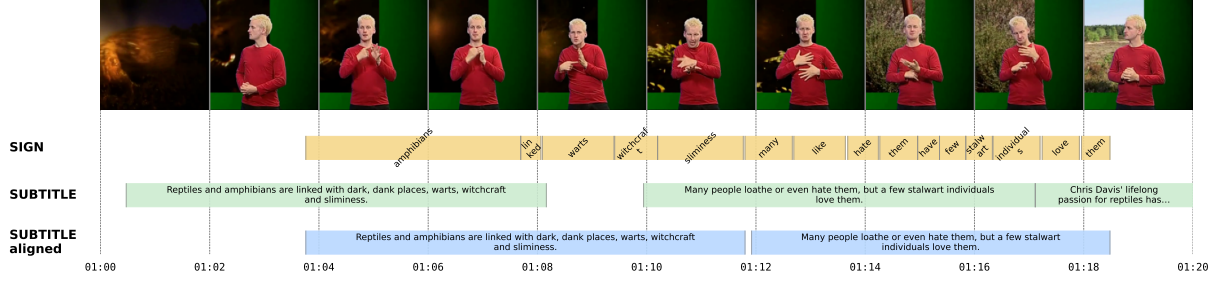 SIGN
amphibians
lin
ked
warts
witchcraf
t
sliminess
many
like
hate
them
have
few
stalw
art
individual
s
love
them
SUBTITLE
Reptiles and amphibians are linked with dark, dank places, warts, witchcraft
and sliminess.
Many people loathe or even hate them, but a few stalwart individuals
love them.
Chris Davis' lifelong
passion for reptiles has...
SUBTITLE
aligned
Reptiles and amphibians are linked with dark, dank places, warts, witchcraft
and sliminess.
Many people loathe or even hate them, but a few stalwart
individuals love them.
01:00 01:02 01:04 01:06 01:08 01:10 01:12 01:14 01:16 01:18 01:20